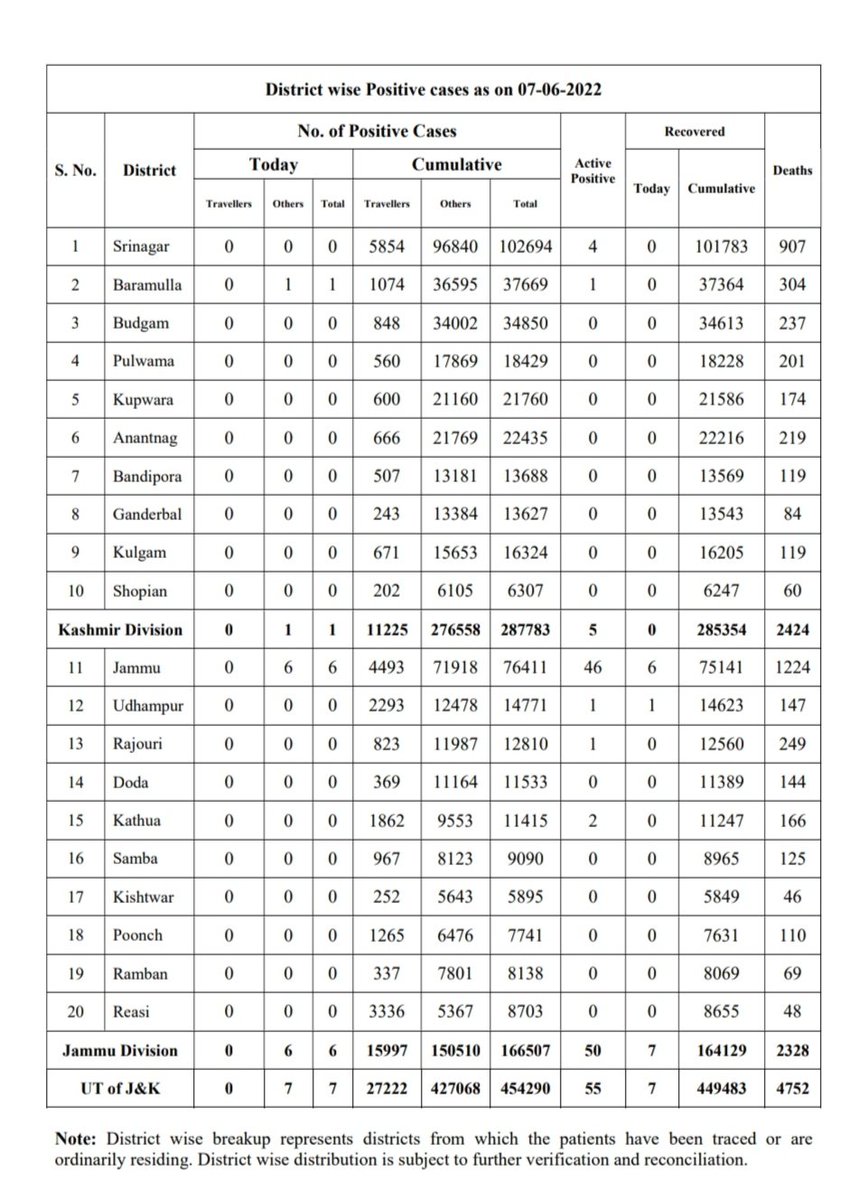 District wise Positive cases as on 07-06-2022
S. No. District No. of Positive Cases Active Positive Recovered Deaths
Today Cumulative Today Cumulative
Travellers Others Total Travellers Others Total
1 Srinagar 0 0 0 5854 96840 102694 4 0 101783 907
2 Baramulla 0 1 1 1074 36595 37669 1 0 37364 304
3 Budgam 0 0 0 848 34002 34850 0 0 34613 237
4 Pulwama 0 0 0 560 17869 18429 0 0 18228 201
5 Kupwara 0 0 0 600 21160 21760 0 0 21586 174
6 Anantnag 0 0 0 666 21769 22435 0 0 22216 219
7 Bandipora 0 0 0 507 13181 13688 0 0 13569 119
8 Ganderbal 0 0 0 243 13384 13627 0 0 13543 84
9 Kulgam 0 0 0 671 15653 16324 0 0 16205 119
10 Shopian 0 0 0 202 6105 6307 0 0 6247 60
Kashmir Division 0 1 1 11225 276558 287783 5 0 285354 2424
11 Jammu 0 6 6 4493 71918 76411 46 6 75141 1224
12 Udhampur 0 0 0 2293 12478 14771 1 1 14623 147
13 Rajouri 0 0 0 823 11987 12810 1 0 12560 249
14 Doda 0 0 0 369 11164 11533 0 0 11389 144
15 Kathua 0 0 0 1862 9553 11415 2 0 11247 166
16 Samba 0 0 0 967 8123 9090 0 0 8965 125
17 Kishtwar 0 0 0 252 5643 5895 0 0 5849 46
18 Poonch 0 0 0 1265 6476 7741 0 0 7631 110
19 Ramban 0 0 0 337 7801 8138 0 0 8069 69
20 Reasi 0 0 0 3336 5367 8703 0 0 8655 48
Jammu Division 0 6 6 15997 150510 166507 50 7 164129 2328
UT of J&K 0 7 7 27222 427068 454290 55 7 449483 4752
Note: District wise breakup represents districts from which the patients have been traced or are
ordinarily residing. District wise distribution is subject to further verification and reconciliation.